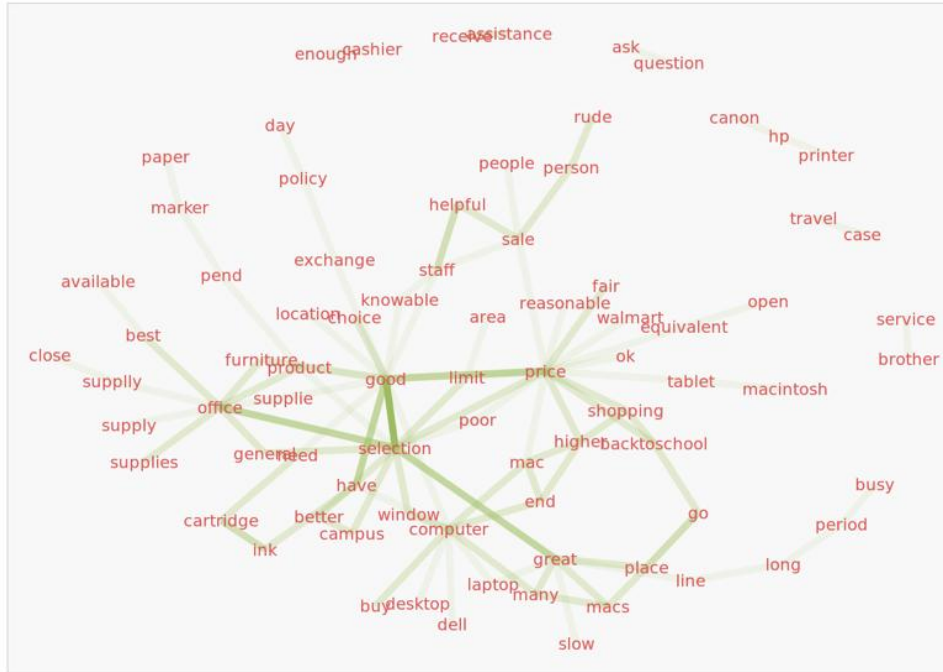 receive assistance
enough cashier
ask
question
rude
canon
hp
printer
day
paper
people
person
policy
marker
helpful
travel
case
sale
exchange
staff
pend
available
fair
knowable
reasonable
open
location
choice
area
walmart
equivalent
service
best
close
furniture
product
ok
brother
supplly
good
limit
price
tablet
macintosh
supplie
office
shopping
supply
poor
higher
backtoschool
selection
general
need
supplies
mac
have
busy
end
cartridge
better
window
go
campus
computer
period
ink
great
place
long
line
laptop
many
buy
desktop
macs
dell
slow